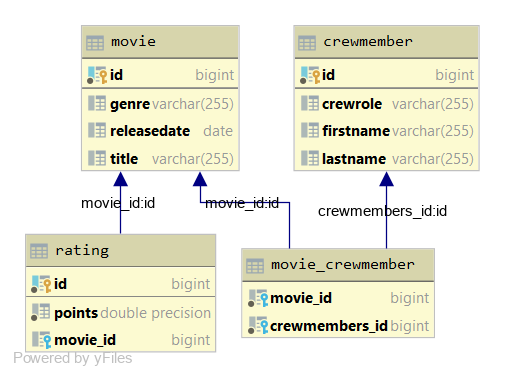 movie
id bigint
genre varchar(255)
releasedate date
title varchar(255)
crewmember
id bigint
crewrole varchar(255)
firstname varchar(255)
lastname varchar(255)
movie_id:id
movie_id:id
crewmembers_id:id
rating
id bigint
points double precision
movie_id bigint
movie_crewmember
movie_id bigint
crewmembers_id bigint
Powered by yFiles